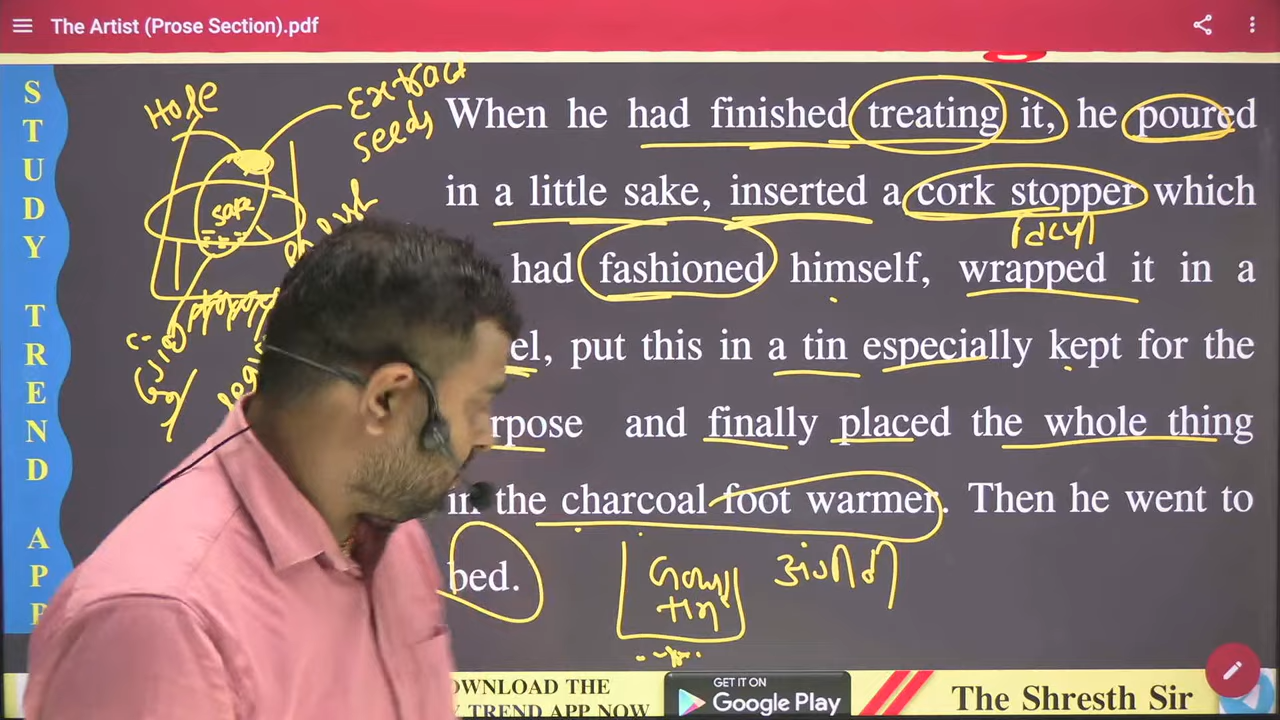 The Artist (Prose Section).pdf
STUDY TREND APP
Hole
Extract
seeds
sake
When he had finished treating it, he poured
in a little sake, inserted a cork stopper which
had fashioned himself, wrapped it in a
el, put this in a tin especially kept for the
rpose and finally placed the whole thing
in the charcoal foot warmer. Then he went to
bed.
OWNLOAD THE
Y TREND APP NOW
GET IT ON
Google Play
The Shresth Sir